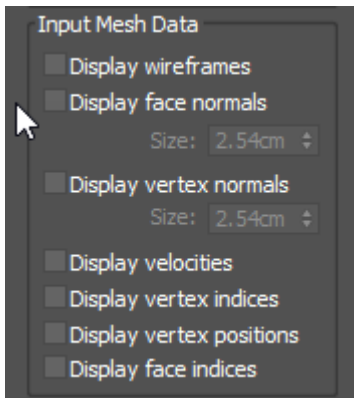 Input Mesh Data
Display wireframes
Display face normals
Size: 2.54cm
Display vertex normals
Size: 2.54cm
Display velocities
Display vertex indices
Display vertex positions
Display face indices